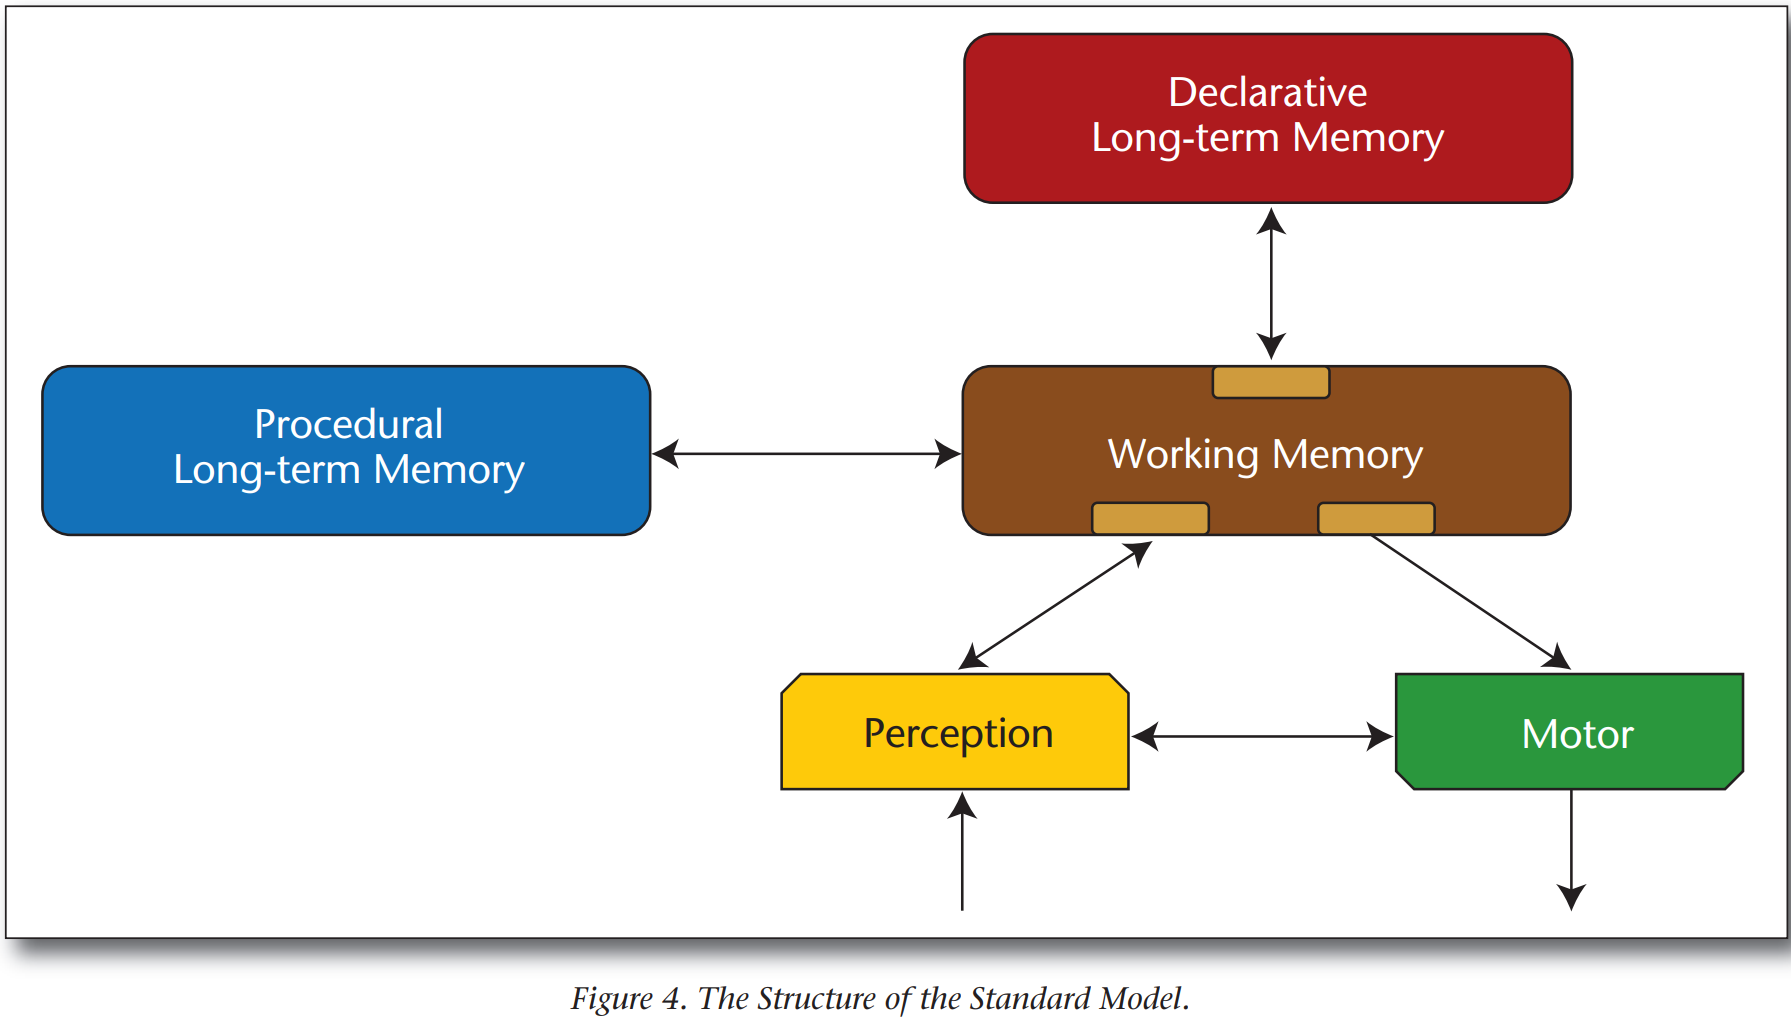 Declarative
Long-term Memory
Procedural
Long-term Memory
Working Memory
Perception
Motor
Figure 4. The Structure of the Standard Model.